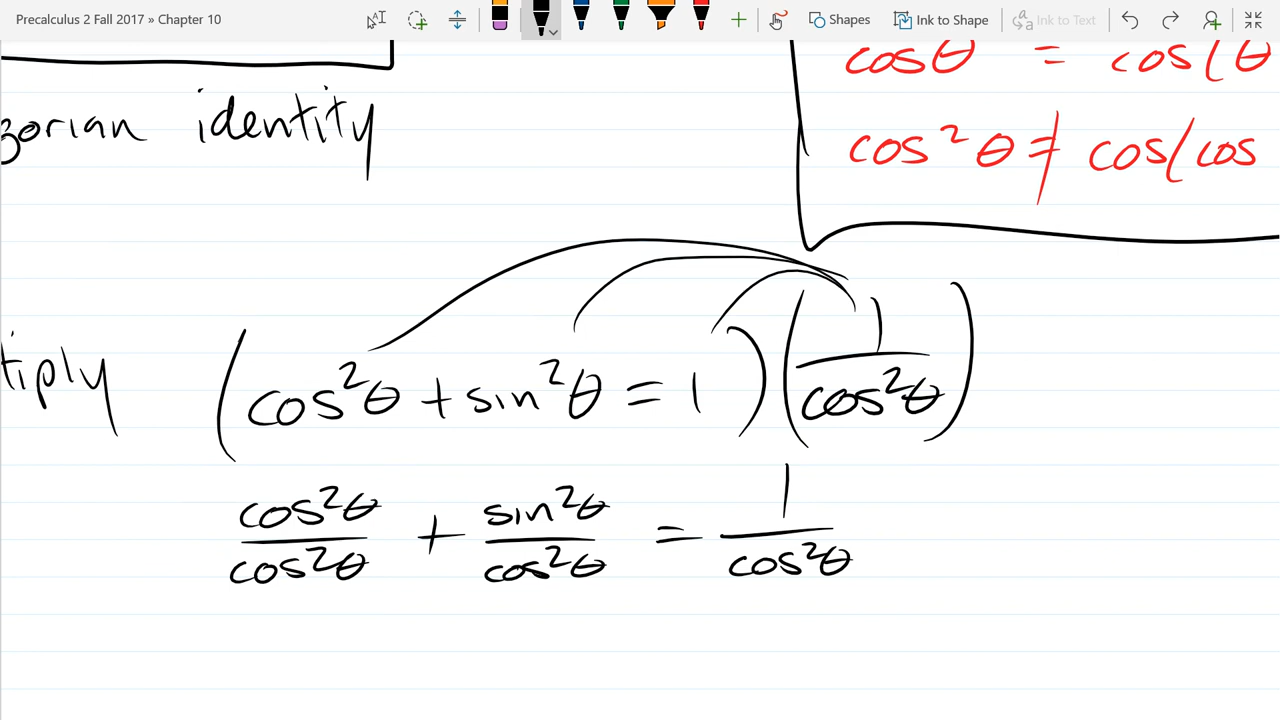 Precalculus 2 Fall 2017 » Chapter 10
Shapes
Ink to Shape
Ink to Text
cosθ = cos(θ
gorian identity
cos²θ ≠ cos(cos
tiply (cos²θ + sin²θ = 1)(1/cos²θ)
cos²θ/cos²θ + sin²θ/cos²θ = 1/cos²θ